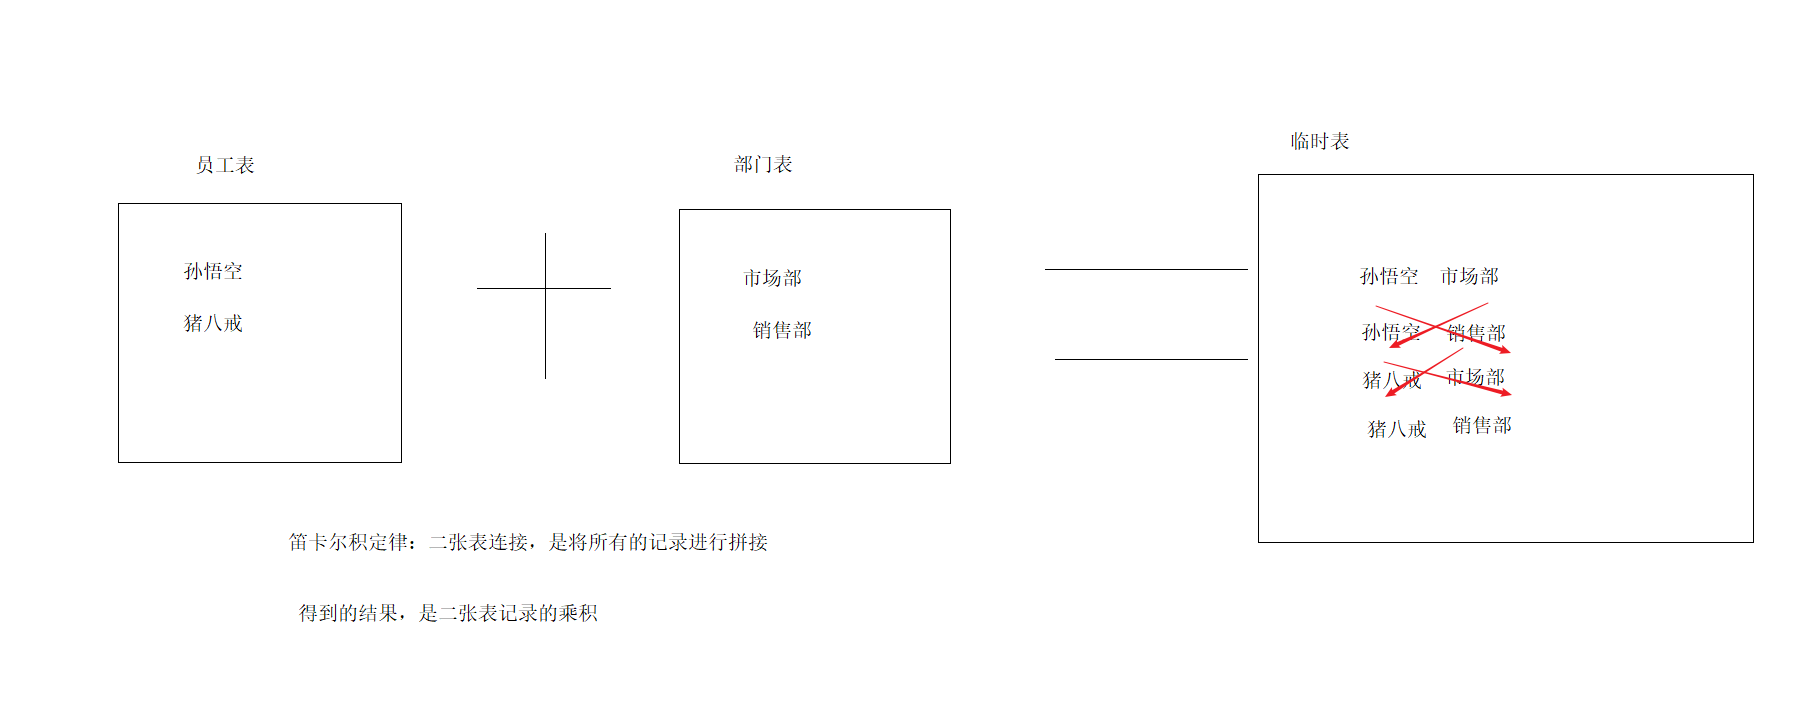 员工表
孙悟空
猪八戒
部门表
市场部
销售部
临时表
孙悟空 市场部
孙悟空 销售部
猪八戒 市场部
猪八戒 销售部
笛卡尔积定律：二张表连接，是将所有的记录进行拼接
得到的结果，是二张表记录的乘积